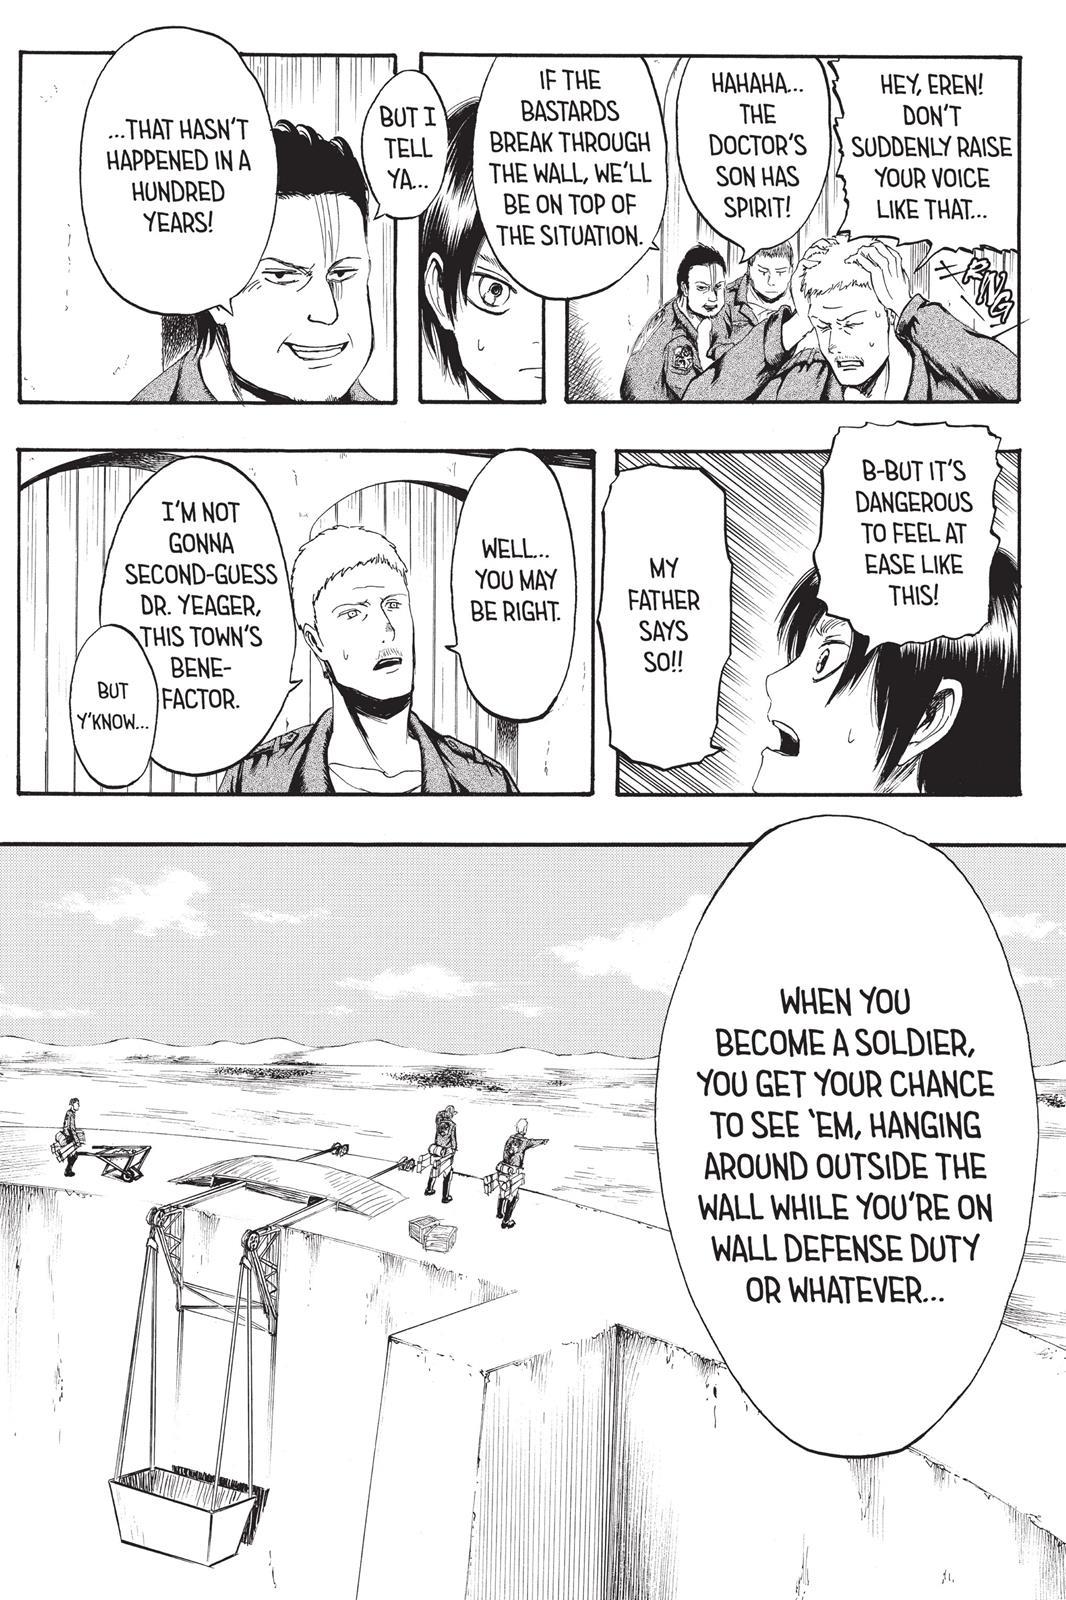 HEY, EREN!
DON'T
SUDDENLY RAISE
YOUR VOICE
LIKE THAT...
RNG
HAHAHA...
THE
DOCTOR'S
SON HAS
SPIRIT!
IF THE
BASTARDS
BREAK THROUGH
THE WALL, WE'LL
BE ON TOP OF
THE SITUATION.
BUT I
TELL
YA...
...THAT HASN'T
HAPPENED IN A
HUNDRED
YEARS!
B-BUT IT'S
DANGEROUS
TO FEEL AT
EASE LIKE
THIS!
MY
FATHER
SAYS
SO!!
WELL...
YOU MAY
BE RIGHT.
I'M NOT
GONNA
SECOND-GUESS
DR. YEAGER,
THIS TOWN'S
BENE-
FACTOR.
BUT
Y'KNOW...
WHEN YOU
BECOME A SOLDIER,
YOU GET YOUR CHANCE
TO SEE 'EM, HANGING
AROUND OUTSIDE THE
WALL WHILE YOU'RE ON
WALL DEFENSE DUTY
OR WHATEVER...